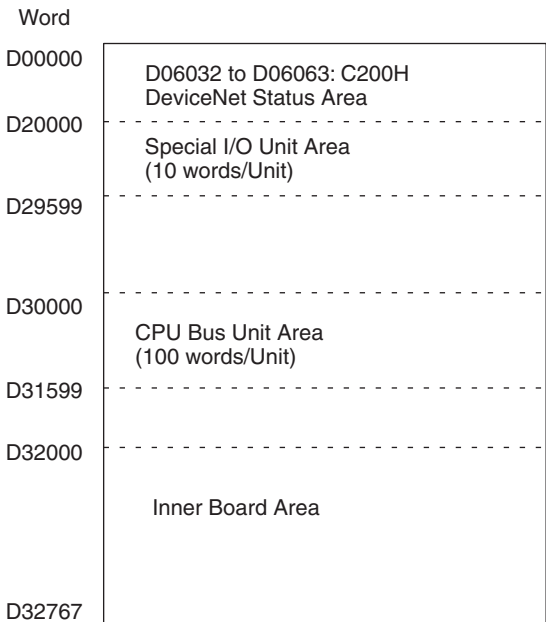 Word
D00000
D06032 to D06063: C200H
DeviceNet Status Area
D20000
Special I/O Unit Area
(10 words/Unit)
D29599
D30000
CPU Bus Unit Area
(100 words/Unit)
D31599
D32000
Inner Board Area
D32767